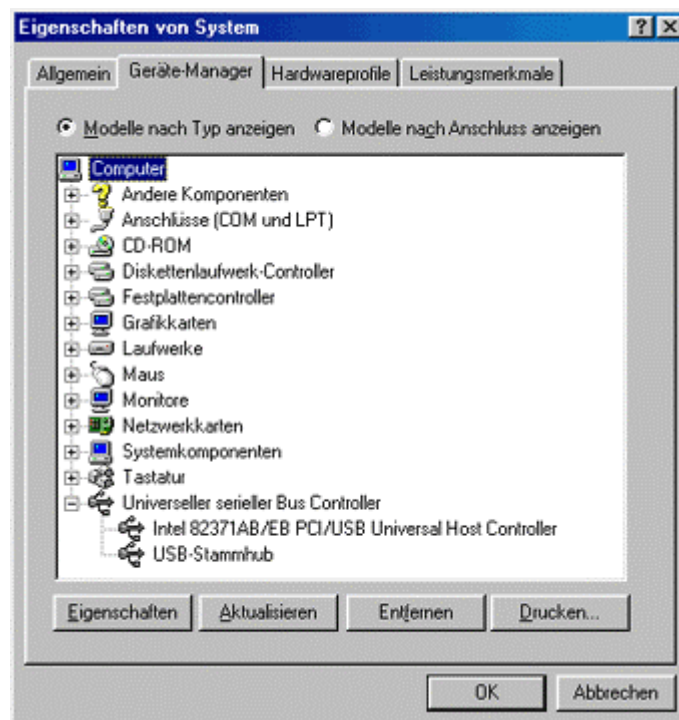 Eigenschaften von System
Allgemein Geräte-Manager Hardwareprofile Leistungsmerkmale
Modelle nach Typ anzeigen Modelle nach Anschluss anzeigen
Computer
Andere Komponenten
Anschlüsse (COM und LPT)
CD-ROM
Diskettenlaufwerk-Controller
Festplattencontroller
Grafikkarten
Laufwerke
Maus
Monitore
Netzwerkkarten
Systemkomponenten
Tastatur
Universeller serieller Bus Controller
Intel 82371AB/EB PCI/USB Universal Host Controller
USB-Stammhub
Eigenschaften Aktualisieren Entfernen Drucken...
OK Abbrechen